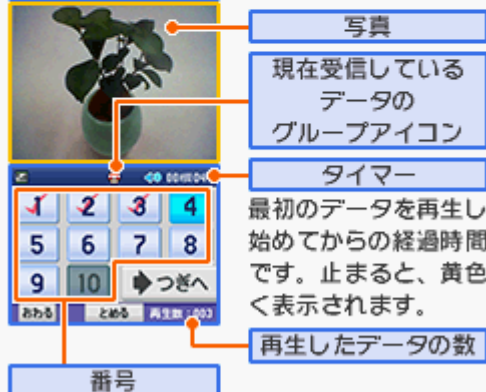 写真
現在受信している
データの
グループアイコン
タイマー
最初のデータを再生し
始めてからの経過時間
です。止まると、黄色
く表示されます。
1 2 3 4
5 6 7 8
9 10 つぎへ
おわる とめる 再生数:003
再生したデータの数
番号